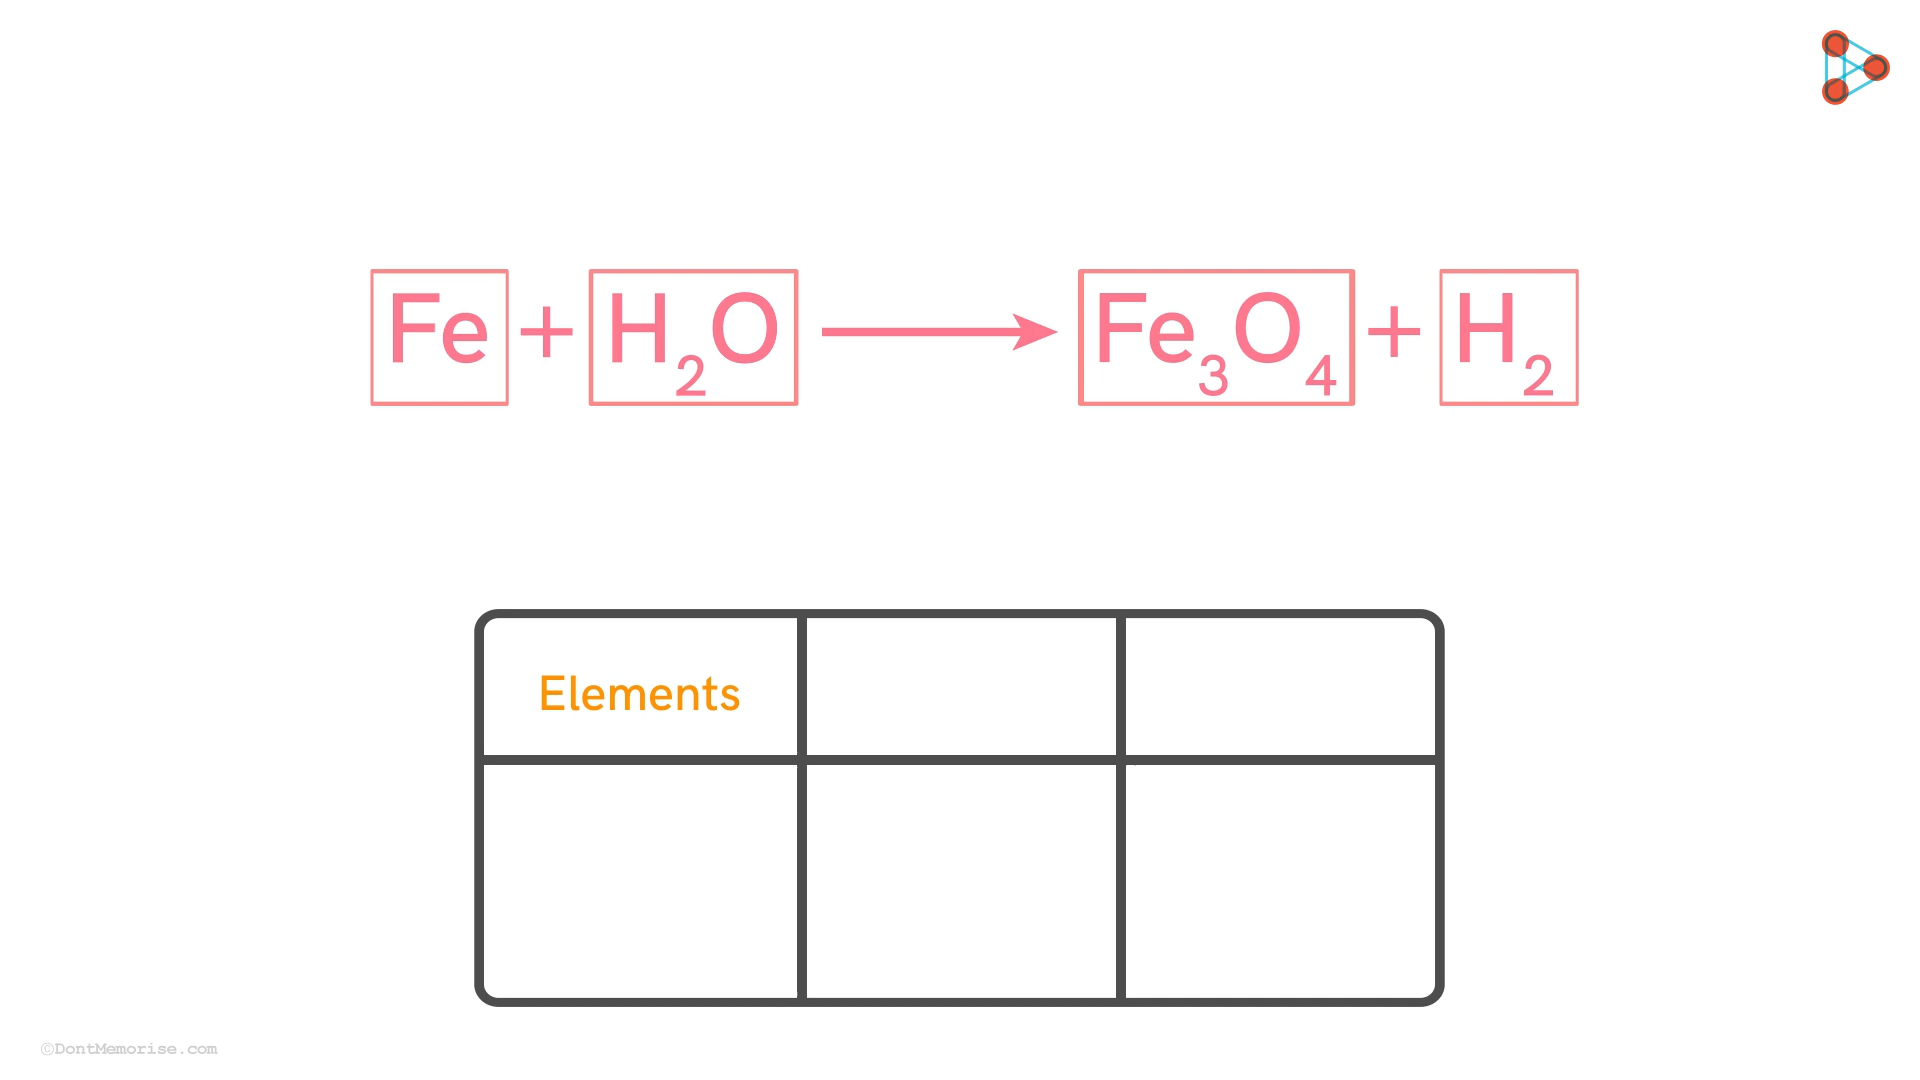 Fe + H₂O ⟶ Fe₃O₄ + H₂
Elements
©DontMemorise.com